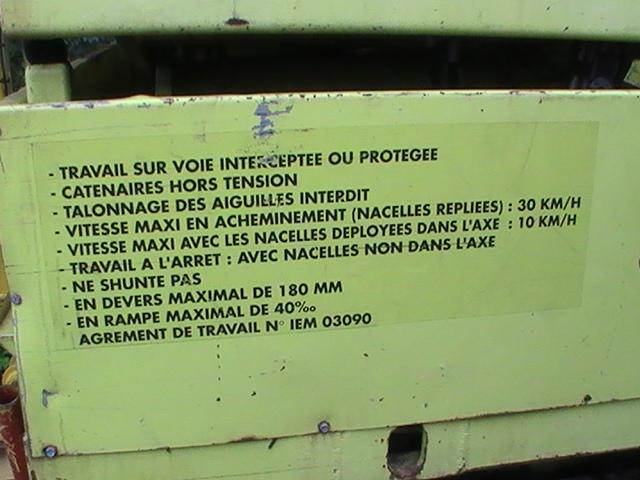 - TRAVAIL SUR VOIE INTERCEPTEE OU PROTEGEE
- CATENAIRES HORS TENSION
- TALONNAGE DES AIGUILLES INTERDIT
- VITESSE MAXI EN ACHEMINEMENT (NACELLES REPLIEES) : 30 KM/H
- VITESSE MAXI AVEC LES NACELLES DEPLOYEES DANS L'AXE : 10 KM/H
- TRAVAIL A L'ARRET : AVEC NACELLES NON DANS L'AXE
- NE SHUNTE PAS
- EN DEVERS MAXIMAL DE 180 MM
- EN RAMPE MAXIMAL DE 40‰
AGREMENT DE TRAVAIL N° IEM 03090